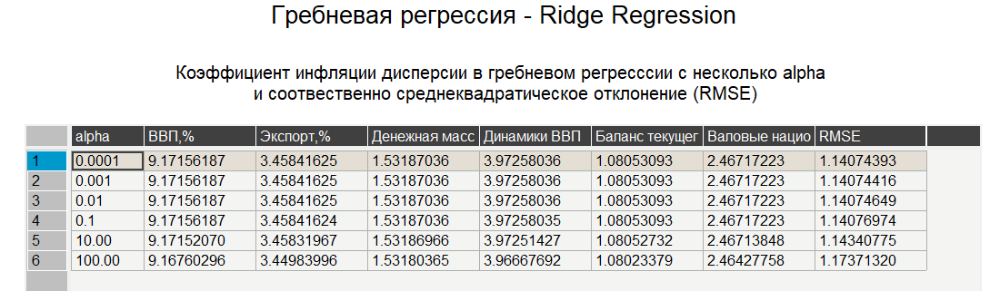 Гребневая регрессия - Ridge Regression
Коэффициент инфляции дисперсии в гребневом регресссии с несколько alpha
и соотвественно среднеквадратическое отклонение (RMSE)
alpha ВВП,% Экспорт,% Денежная масс Динамики ВВП Баланс текущег Валовые нацио RMSE
1 0.0001 9.17156187 3.45841625 1.53187036 3.97258036 1.08053093 2.46717223 1.14074393
2 0.001 9.17156187 3.45841625 1.53187036 3.97258036 1.08053093 2.46717223 1.14074416
3 0.01 9.17156187 3.45841625 1.53187036 3.97258036 1.08053093 2.46717223 1.14074649
4 0.1 9.17156187 3.45841624 1.53187036 3.97258035 1.08053093 2.46717223 1.14076974
5 10.00 9.17152070 3.45831967 1.53186966 3.97251427 1.08052732 2.46713848 1.14340775
6 100.00 9.16760296 3.44983996 1.53180365 3.96667692 1.08023379 2.46427758 1.17371320